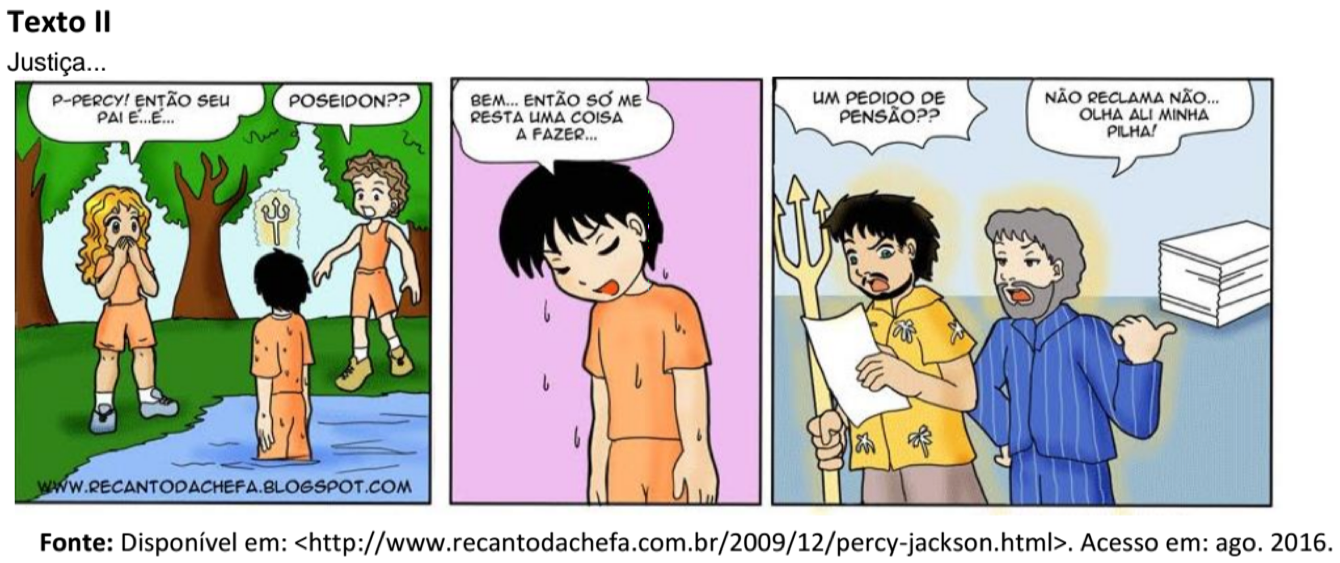 Texto II
Justiça...
P-PERCY! ENTÃO SEU
PAI É...É...
POSEIDON??
WWW.RECANTODACHEFA.BLOGSPOT.COM
BEM... ENTÃO SÓ ME
RESTA UMA COISA
A FAZER...
UM PEDIDO DE
PENSÃO??
NÃO RECLAMA NÃO...
OLHA ALI MINHA
PILHA!
Fonte: Disponível em: <http://www.recantodachefa.com.br/2009/12/percy-jackson.html>. Acesso em: ago. 2016.